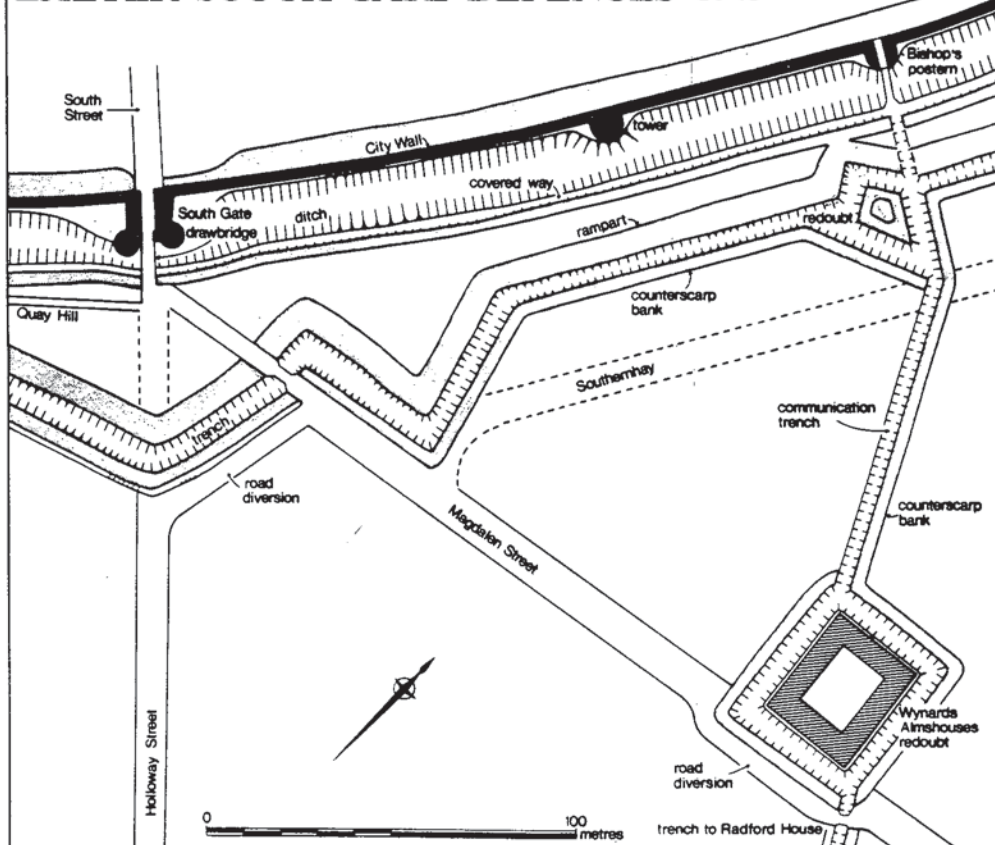 Bishop's
postern
South
Street
tower
City Wall
covered way
South Gate
drawbridge
ditch
redoubt
rampart
counterscarp
bank
Quay Hill
Southernhay
communication
trench
trench
road
diversion
counterscarp
bank
Magdalen Street
Holloway Street
Wynards
Almshouses
redoubt
road
diversion
0
100
metres
trench to Radford House